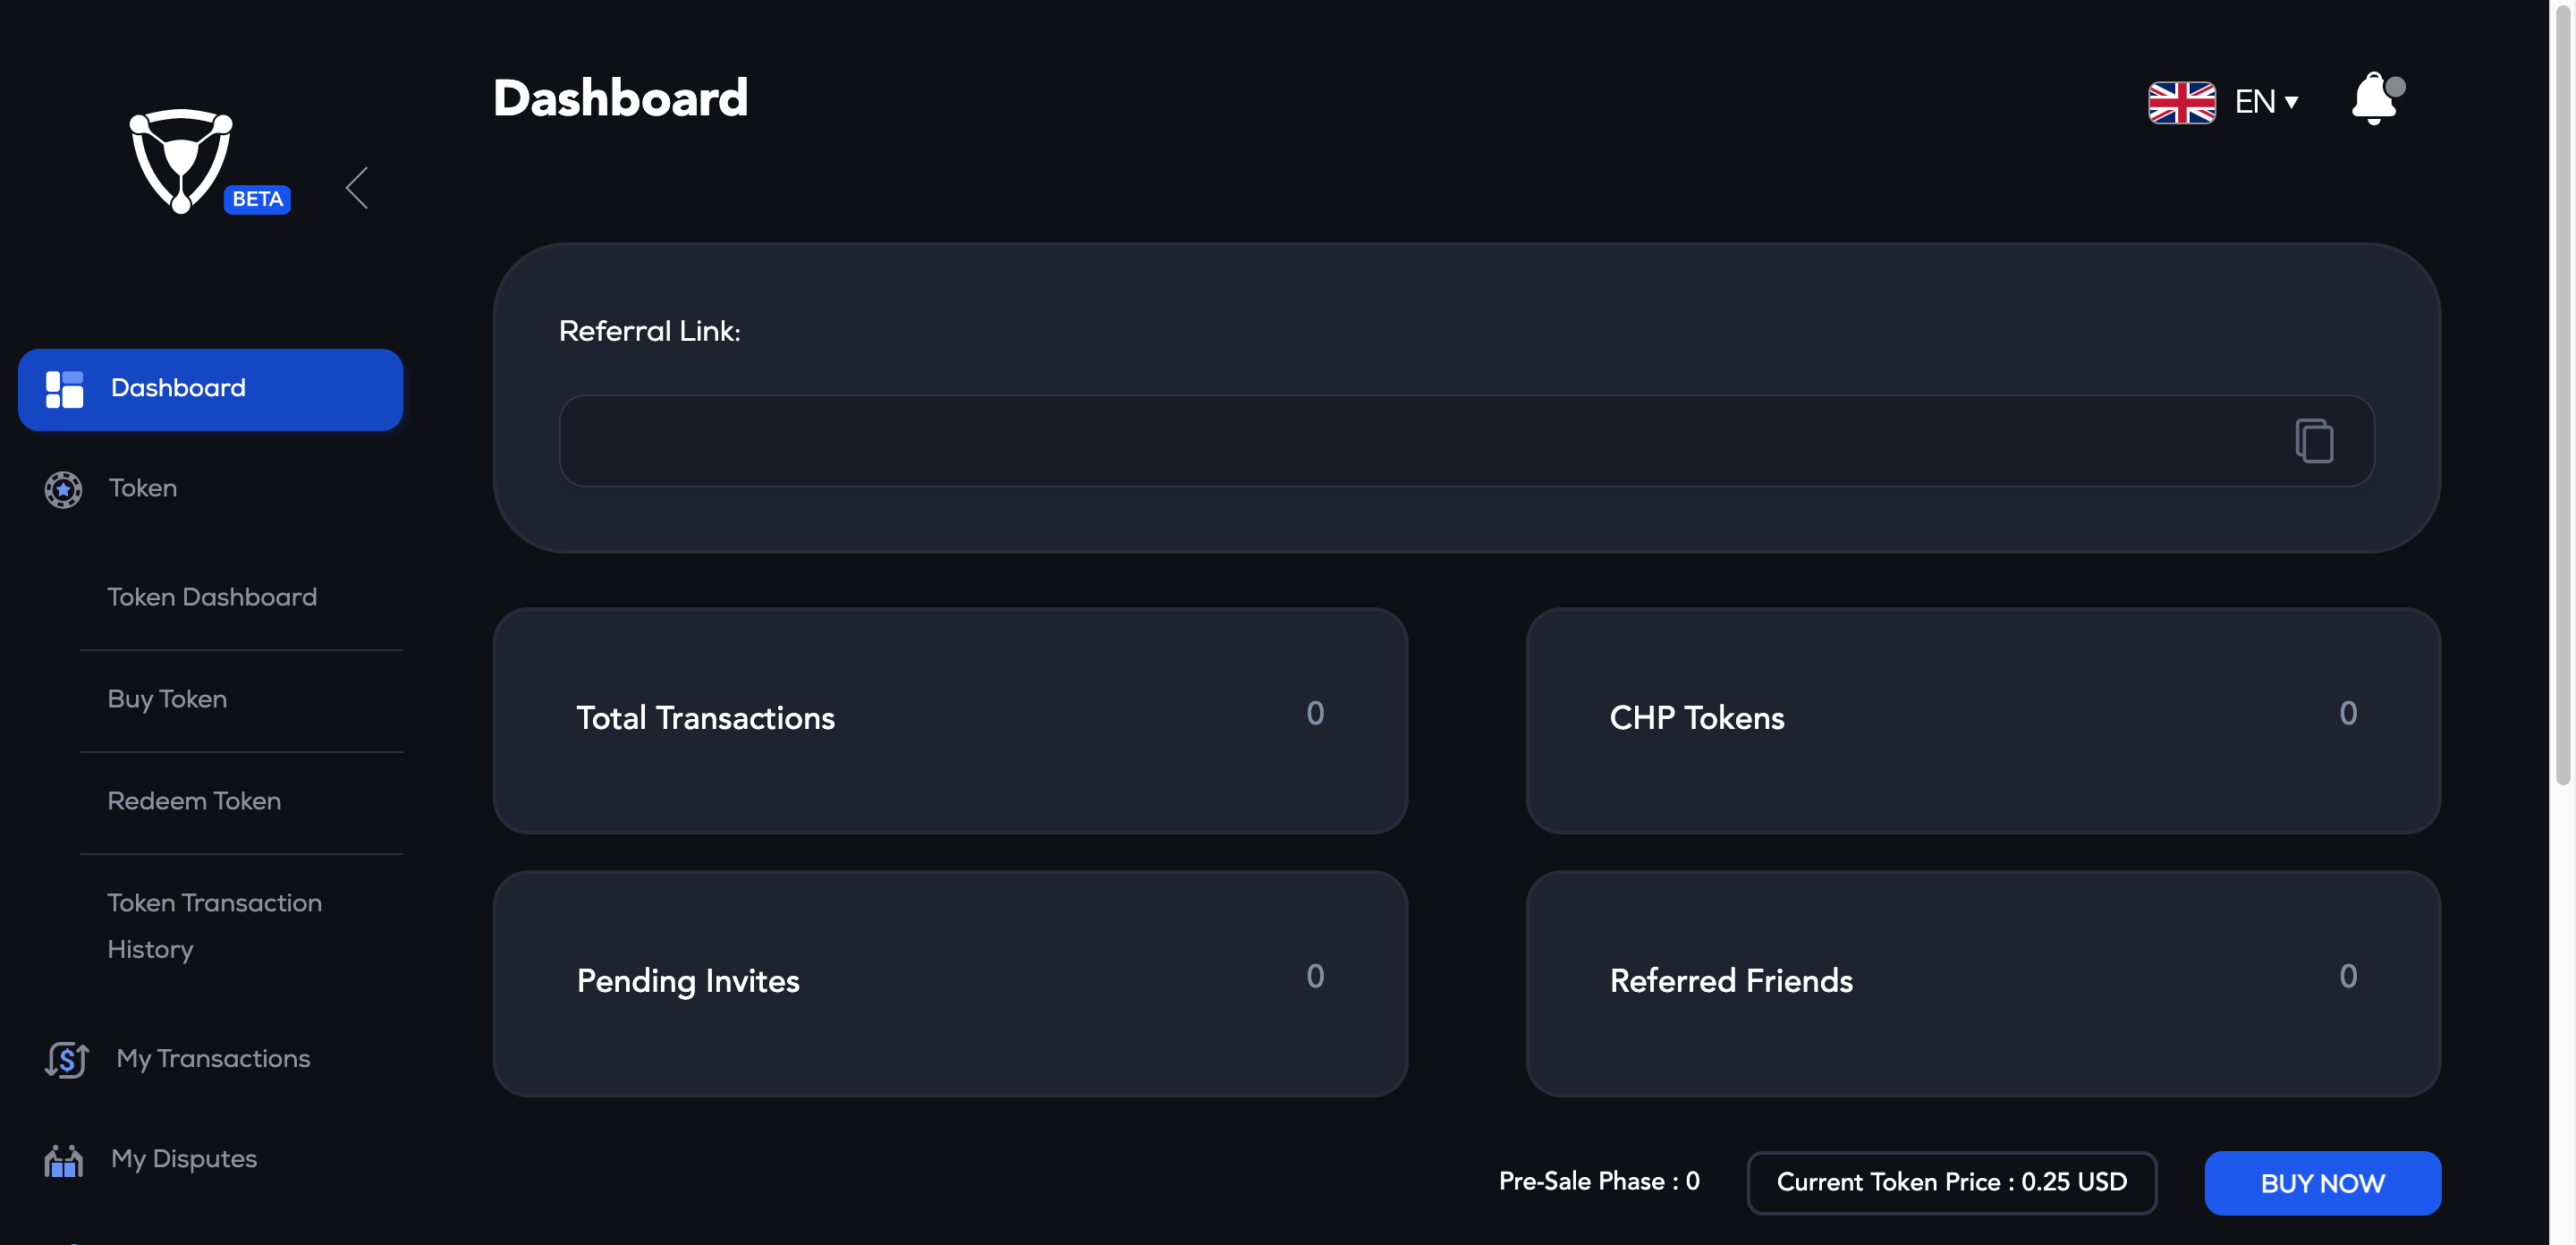 BETA
Dashboard
Token
Token Dashboard
Buy Token
Redeem Token
Token Transaction
History
My Transactions
My Disputes
Dashboard
EN
Referral Link:
Total Transactions 0
CHP Tokens 0
Pending Invites 0
Referred Friends 0
Pre-Sale Phase : 0
Current Token Price : 0.25 USD
BUY NOW